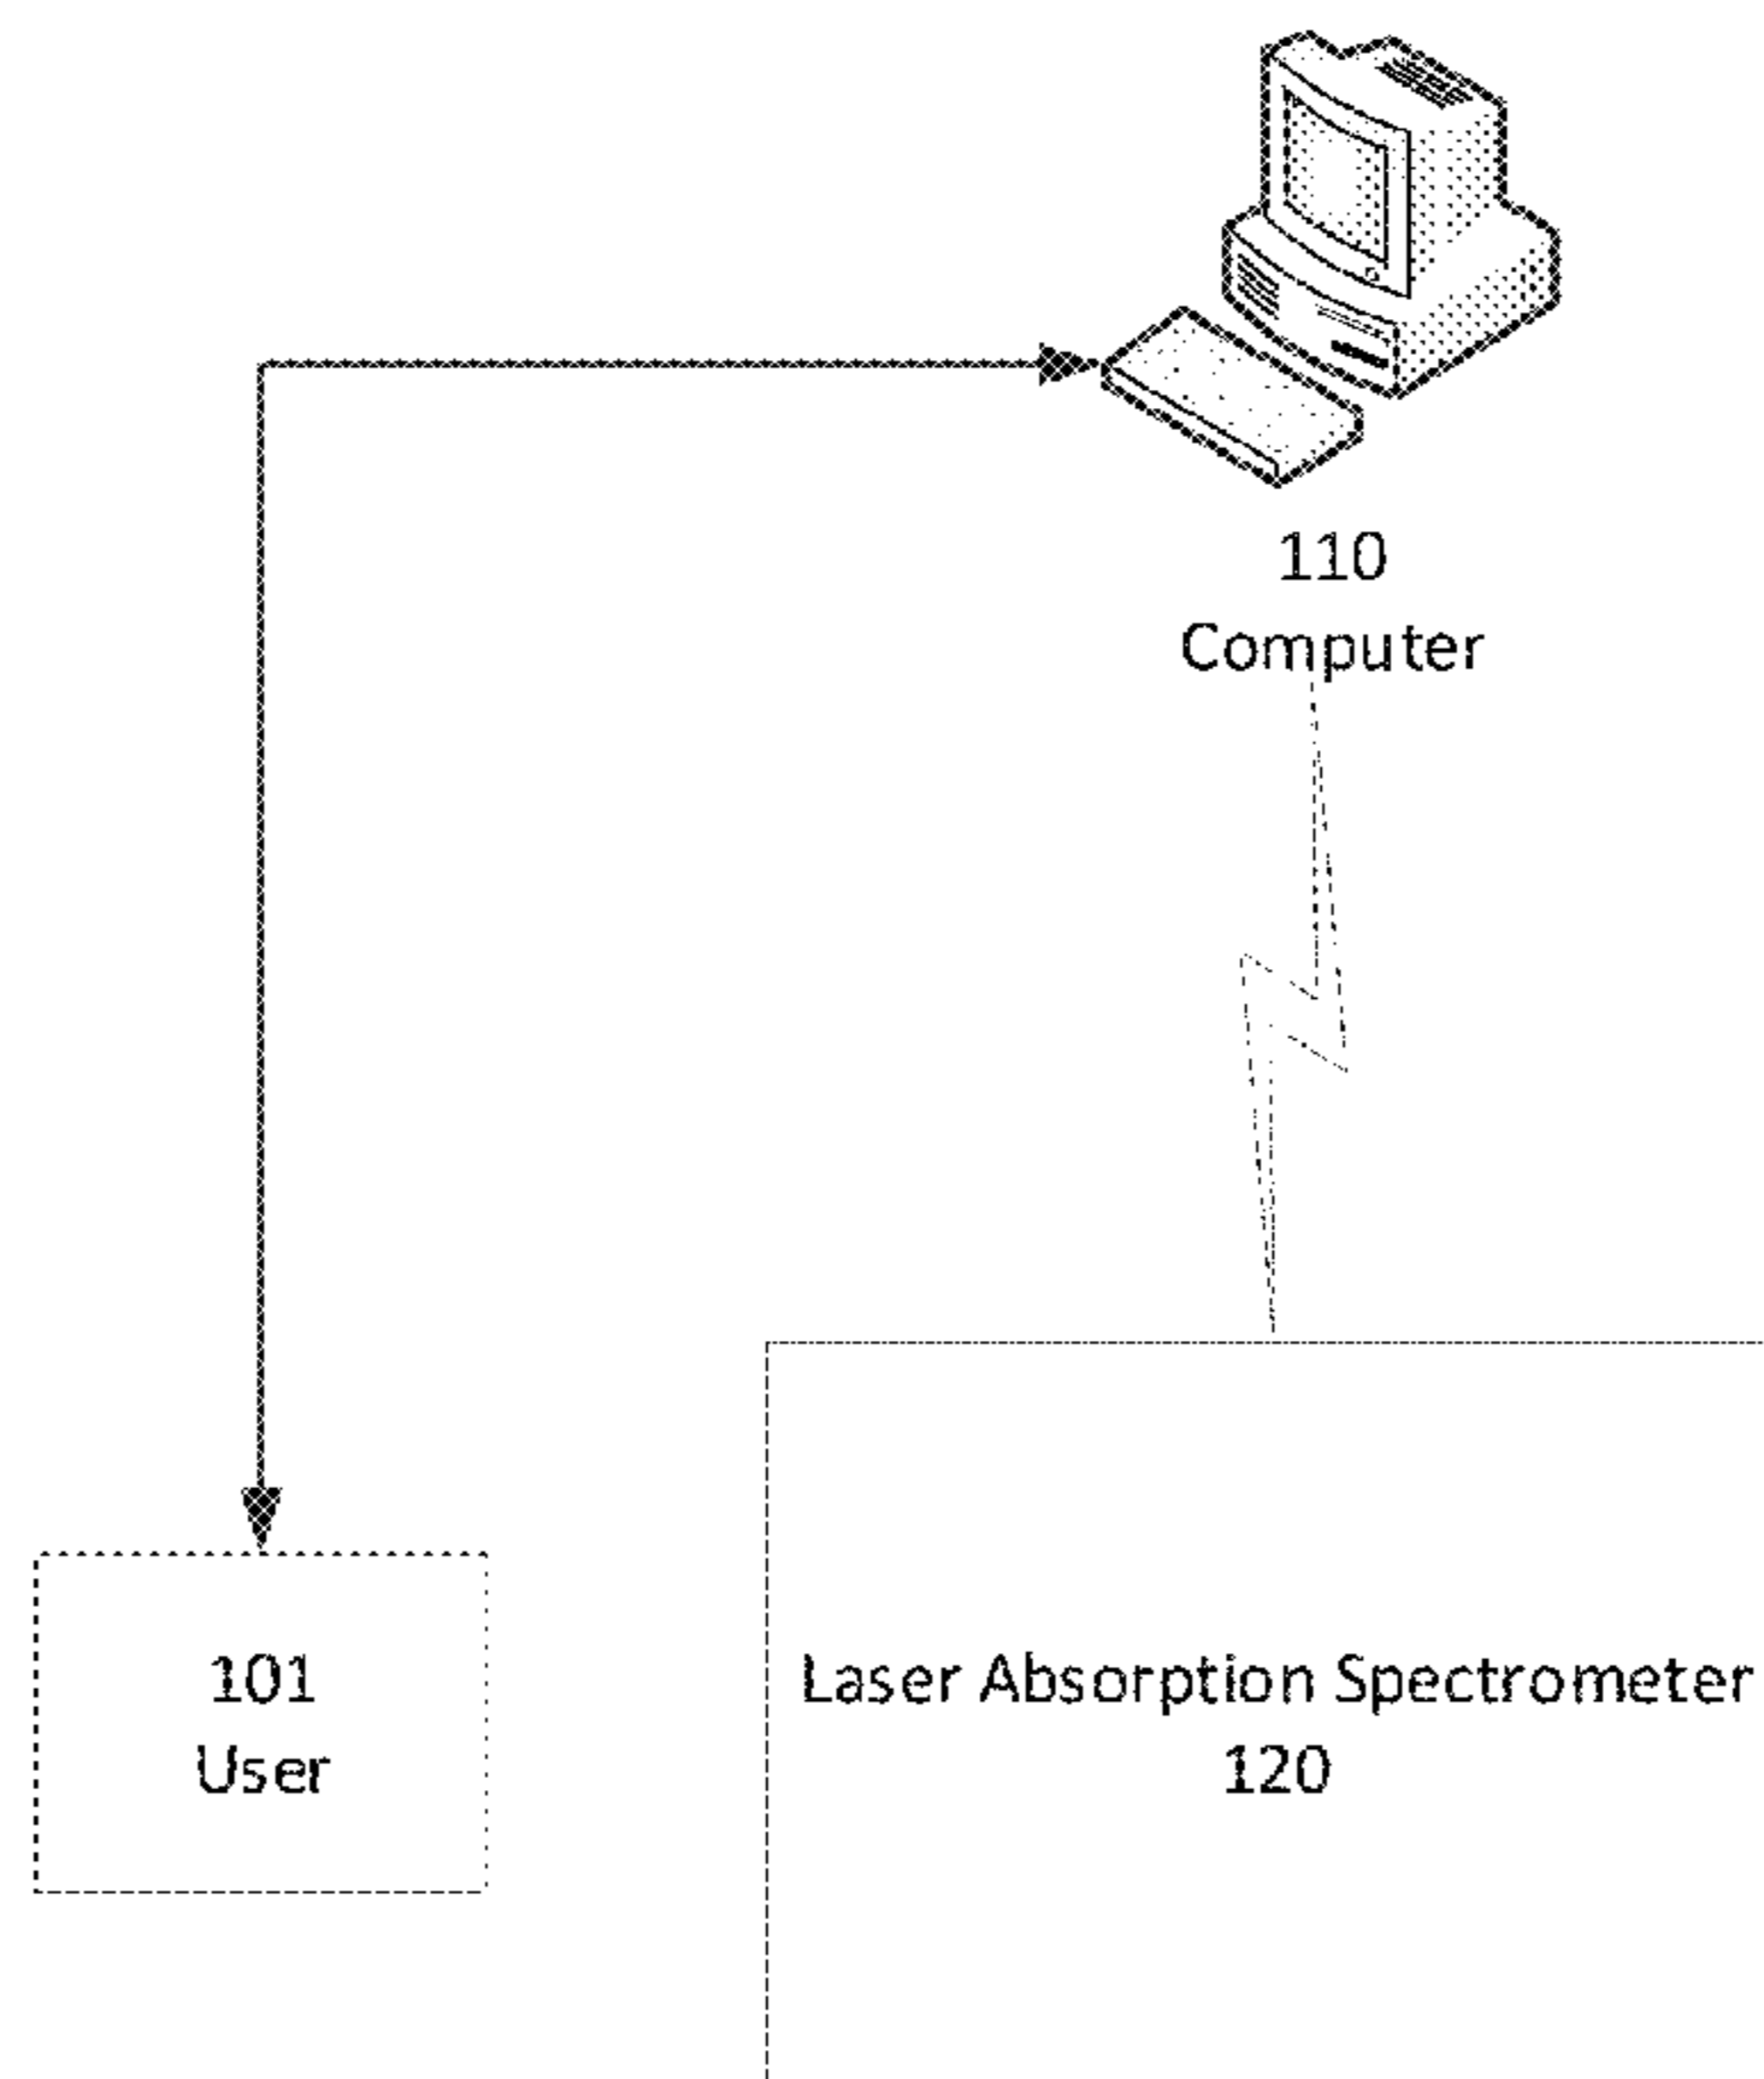 110
Computer
101
User
Laser Absorption Spectrometer
120